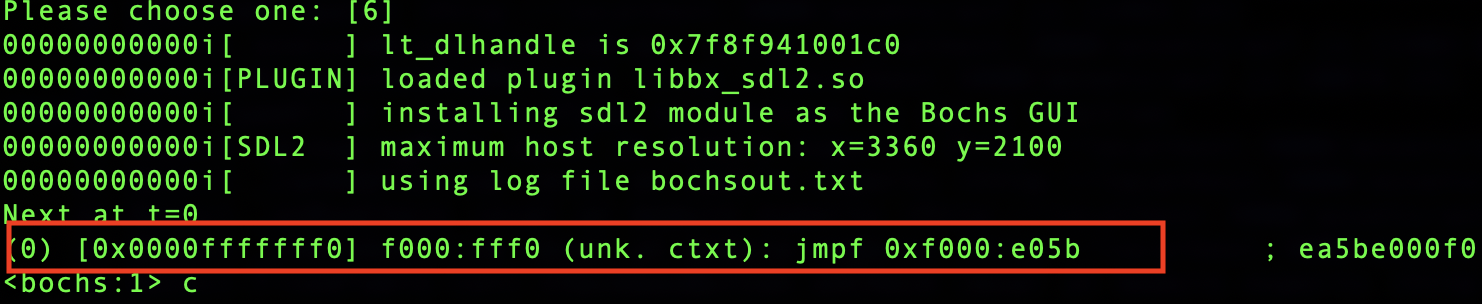 Please choose one: [6]
00000000000i[      ] lt_dlhandle is 0x7f8f941001c0
00000000000i[PLUGIN] loaded plugin libbx_sdl2.so
00000000000i[      ] installing sdl2 module as the Bochs GUI
00000000000i[SDL2  ] maximum host resolution: x=3360 y=2100
00000000000i[      ] using log file bochsout.txt
Next at t=0
(0) [0x0000fffffff0] f000:fff0 (unk. ctxt): jmpf 0xf000:e05b          ; ea5be000f0
<bochs:1> c